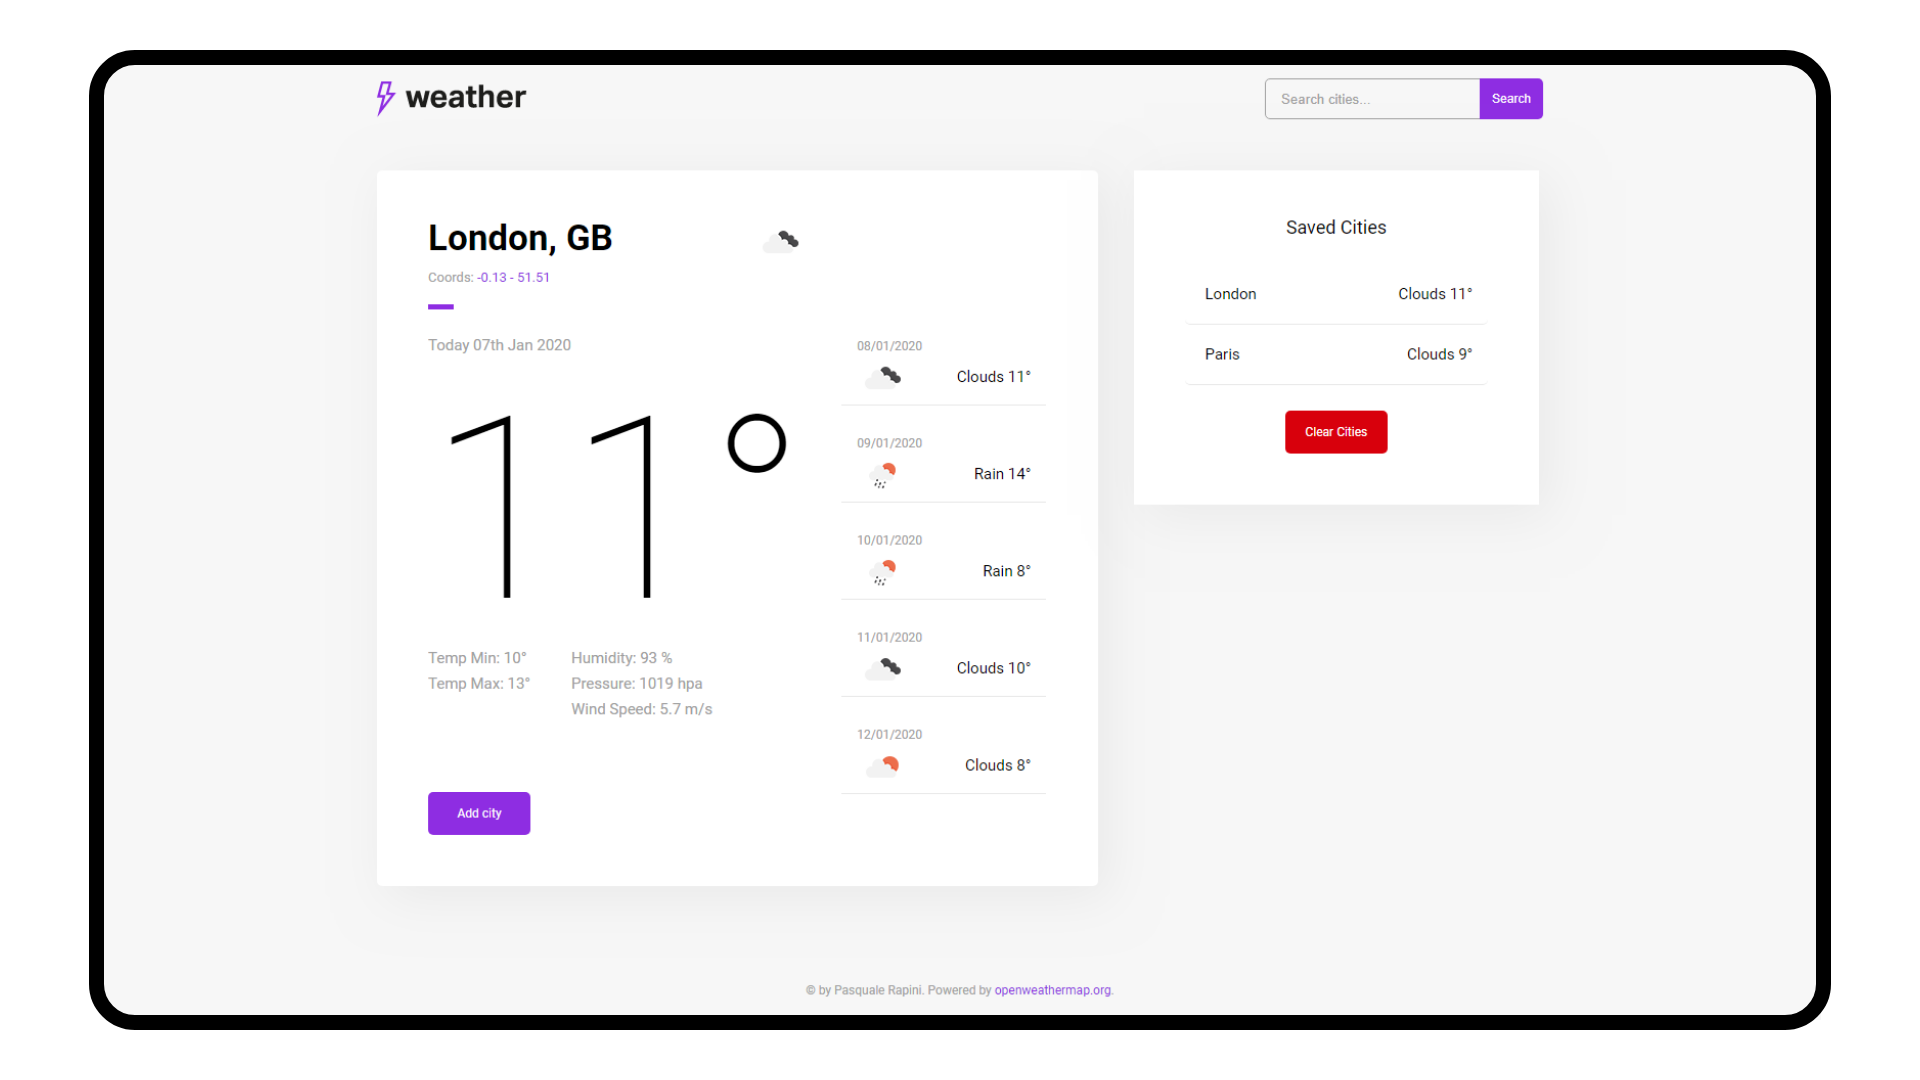 weather
Search cities...
Search
London, GB
Coords: -0.13 - 51.51
Today 07th Jan 2020
11°
Temp Min: 10°
Temp Max: 13°
Humidity: 93 %
Pressure: 1019 hpa
Wind Speed: 5.7 m/s
Add city
08/01/2020
Clouds 11°
09/01/2020
Rain 14°
10/01/2020
Rain 8°
11/01/2020
Clouds 10°
12/01/2020
Clouds 8°
Saved Cities
London Clouds 11°
Paris Clouds 9°
Clear Cities
© by Pasquale Rapini. Powered by openweathermap.org.